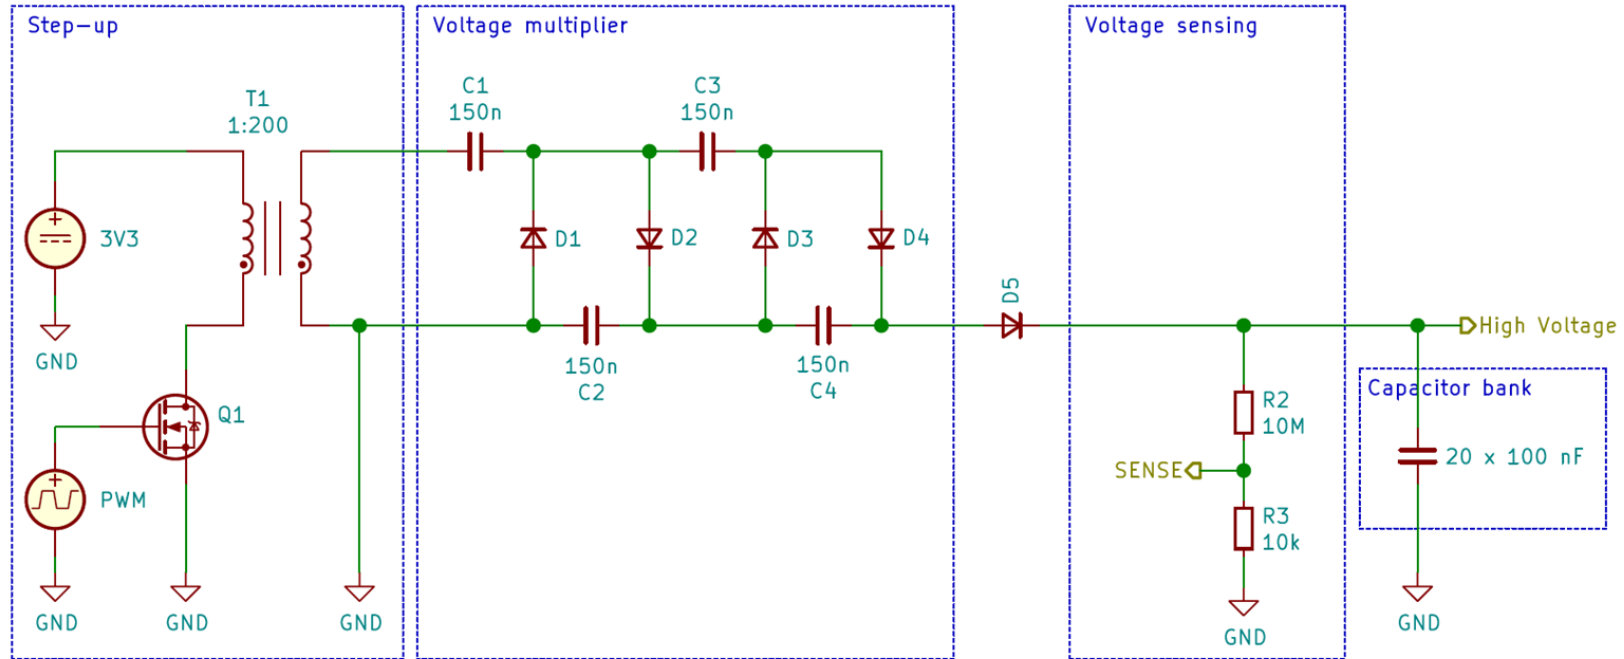 Step-up
Voltage multiplier
Voltage sensing
T1
1:200
C1
150n
C3
150n
3V3
D1
D2
D3
D4
D5
GND
150n
C2
150n
C4
High Voltage
Capacitor bank
Q1
R2
10M
20 x 100 nF
SENSE
PWM
R3
10k
GND
GND
GND
GND
GND